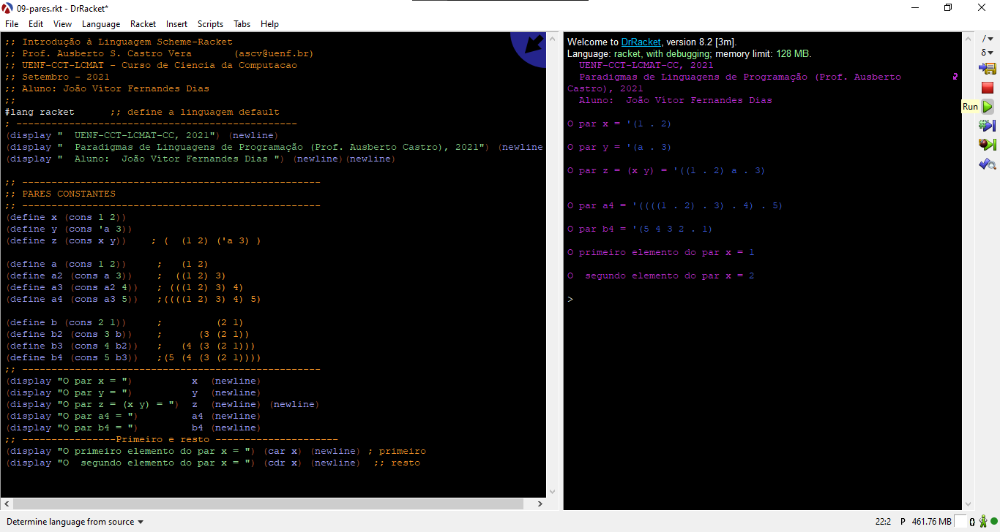 09-pares.rkt - DrRacket*
File Edit View Language Racket Insert Scripts Tabs Help
;; Introdução à Linguagem Scheme-Racket
;; Prof. Ausberto S. Castro Vera (ascv@uenf.br)
;; UENF-CCT-LCMAT - Curso de Ciencia da Computacao
;; Setembro - 2021
;; Aluno: João Vítor Fernandes Dias
;;
#lang racket ;; define a linguagem default
; ------------------------------------------------
(display " UENF-CCT-LCMAT-CC, 2021") (newline)
(display " Paradigmas de Linguagens de Programação (Prof. Ausberto Castro), 2021") (newline
(display " Aluno: João Vítor Fernandes Dias ") (newline)(newline)
;; ---------------------------------------------------
;; PARES CONSTANTES
;; ---------------------------------------------------
(define x (cons 1 2))
(define y (cons 'a 3))
(define z (cons x y)) ; ( (1 2) ('a 3) )
(define a (cons 1 2)) ; (1 2)
(define a2 (cons a 3)) ; ((1 2) 3)
(define a3 (cons a2 4)) ; (((1 2) 3) 4)
(define a4 (cons a3 5)) ;((((1 2) 3) 4) 5)
(define b (cons 2 1)) ; (2 1)
(define b2 (cons 3 b)) ; (3 (2 1))
(define b3 (cons 4 b2)) ; (4 (3 (2 1)))
(define b4 (cons 5 b3)) ;(5 (4 (3 (2 1))))
;; ---------------------------------------------------
(display "O par x = ") x (newline)
(display "O par y = ") y (newline)
(display "O par z = (x y) = ") z (newline) (newline)
(display "O par a4 = ") a4 (newline)
(display "O par b4 = ") b4 (newline)
;; ----------------Primeiro e resto ---------------------
(display "O primeiro elemento do par x = ") (car x) (newline) ; primeiro
(display "O  segundo elemento do par x = ") (cdr x) (newline) ;; resto
Welcome to DrRacket, version 8.2 [3m].
Language: racket, with debugging; memory limit: 128 MB.
UENF-CCT-LCMAT-CC, 2021
Paradigmas de Linguagens de Programação (Prof. Ausberto
Castro), 2021
Aluno: João Vítor Fernandes Dias
O par x = '(1 . 2)
O par y = '(a . 3)
O par z = (x y) = '((1 . 2) a . 3)
O par a4 = '((((1 . 2) . 3) . 4) . 5)
O par b4 = '(5 4 3 2 . 1)
O primeiro elemento do par x = 1
O  segundo elemento do par x = 2
>
Run
Determine language from source
22:2 P 461.76 MB